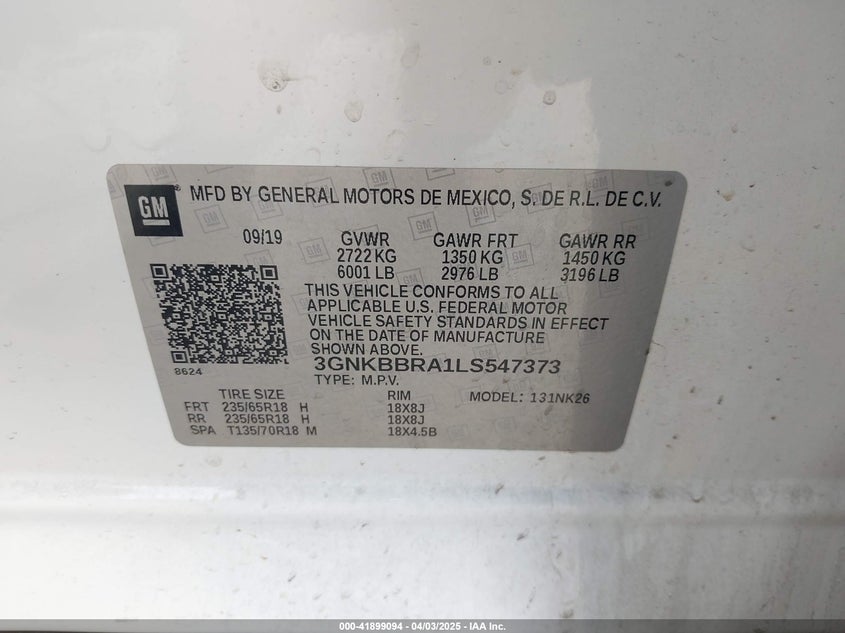 GM
MFD BY GENERAL MOTORS DE MEXICO, S. DE R.L. DE C.V.
09/19 GVWR GAWR FRT GAWR RR
2722 KG 1350 KG 1450 KG
6001 LB 2976 LB 3196 LB
THIS VEHICLE CONFORMS TO ALL
APPLICABLE U.S. FEDERAL MOTOR
VEHICLE SAFETY STANDARDS IN EFFECT
ON THE DATE OF MANUFACTURE
SHOWN ABOVE.
8624
3GNKBBRA1LS547373
TYPE: M.P.V.
TIRE SIZE RIM MODEL: 131NK26
FRT 235/65R18 H 18X8J
RR 235/65R18 H 18X8J
SPA T135/70R18 M 18X4.5B
000-41899094 - 04/03/2025 - IAA Inc.